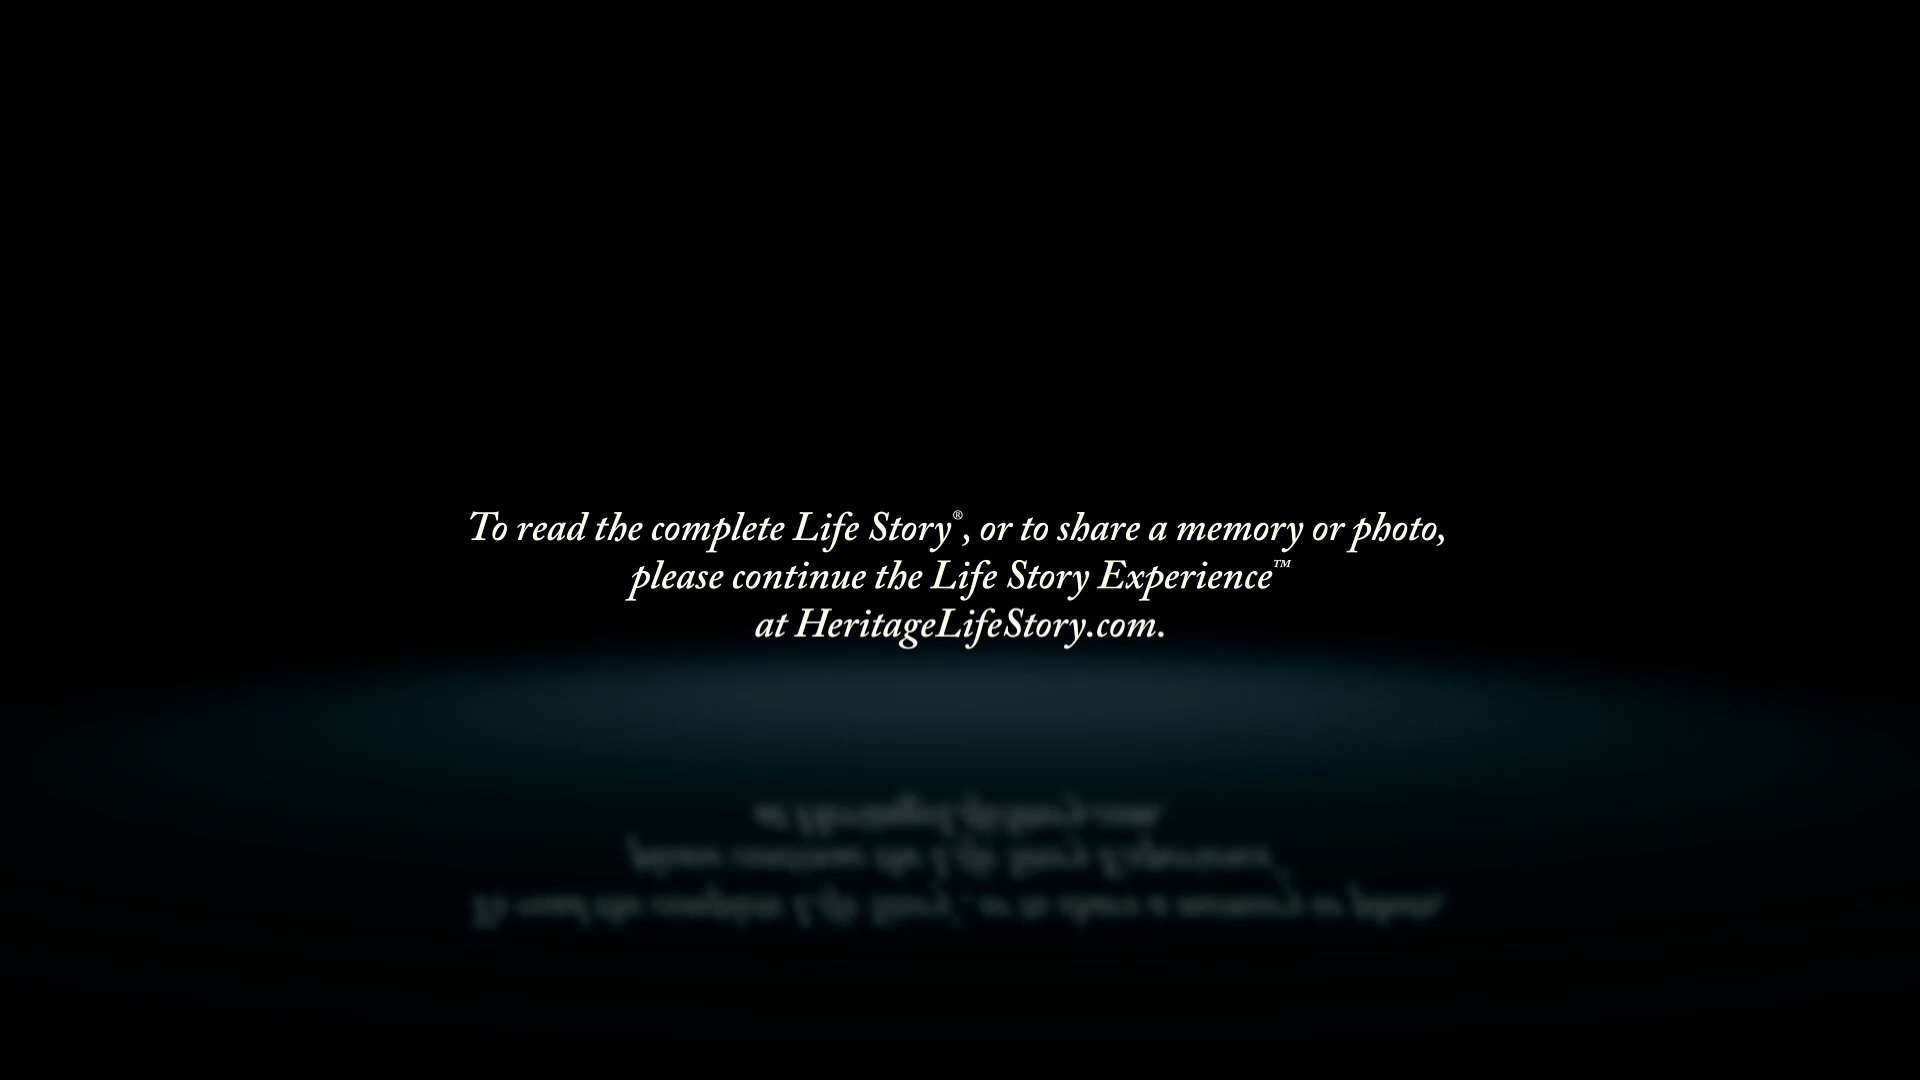 To read the complete Life Story®, or to share a memory or photo,
please continue the Life Story Experience™
at HeritageLifeStory.com.